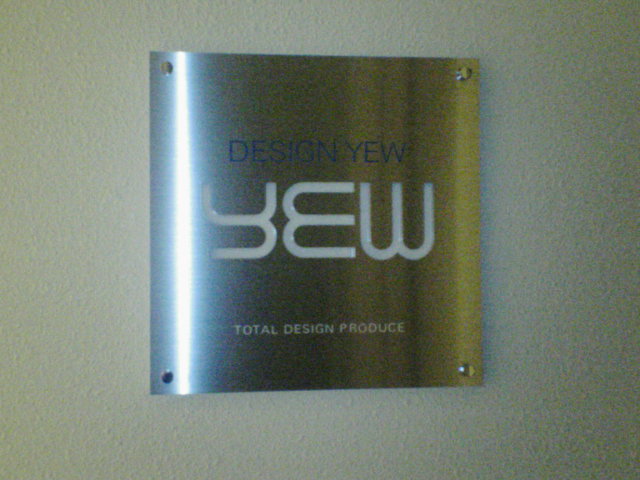 DESIGN YEW
YEW
TOTAL DESIGN PRODUCE